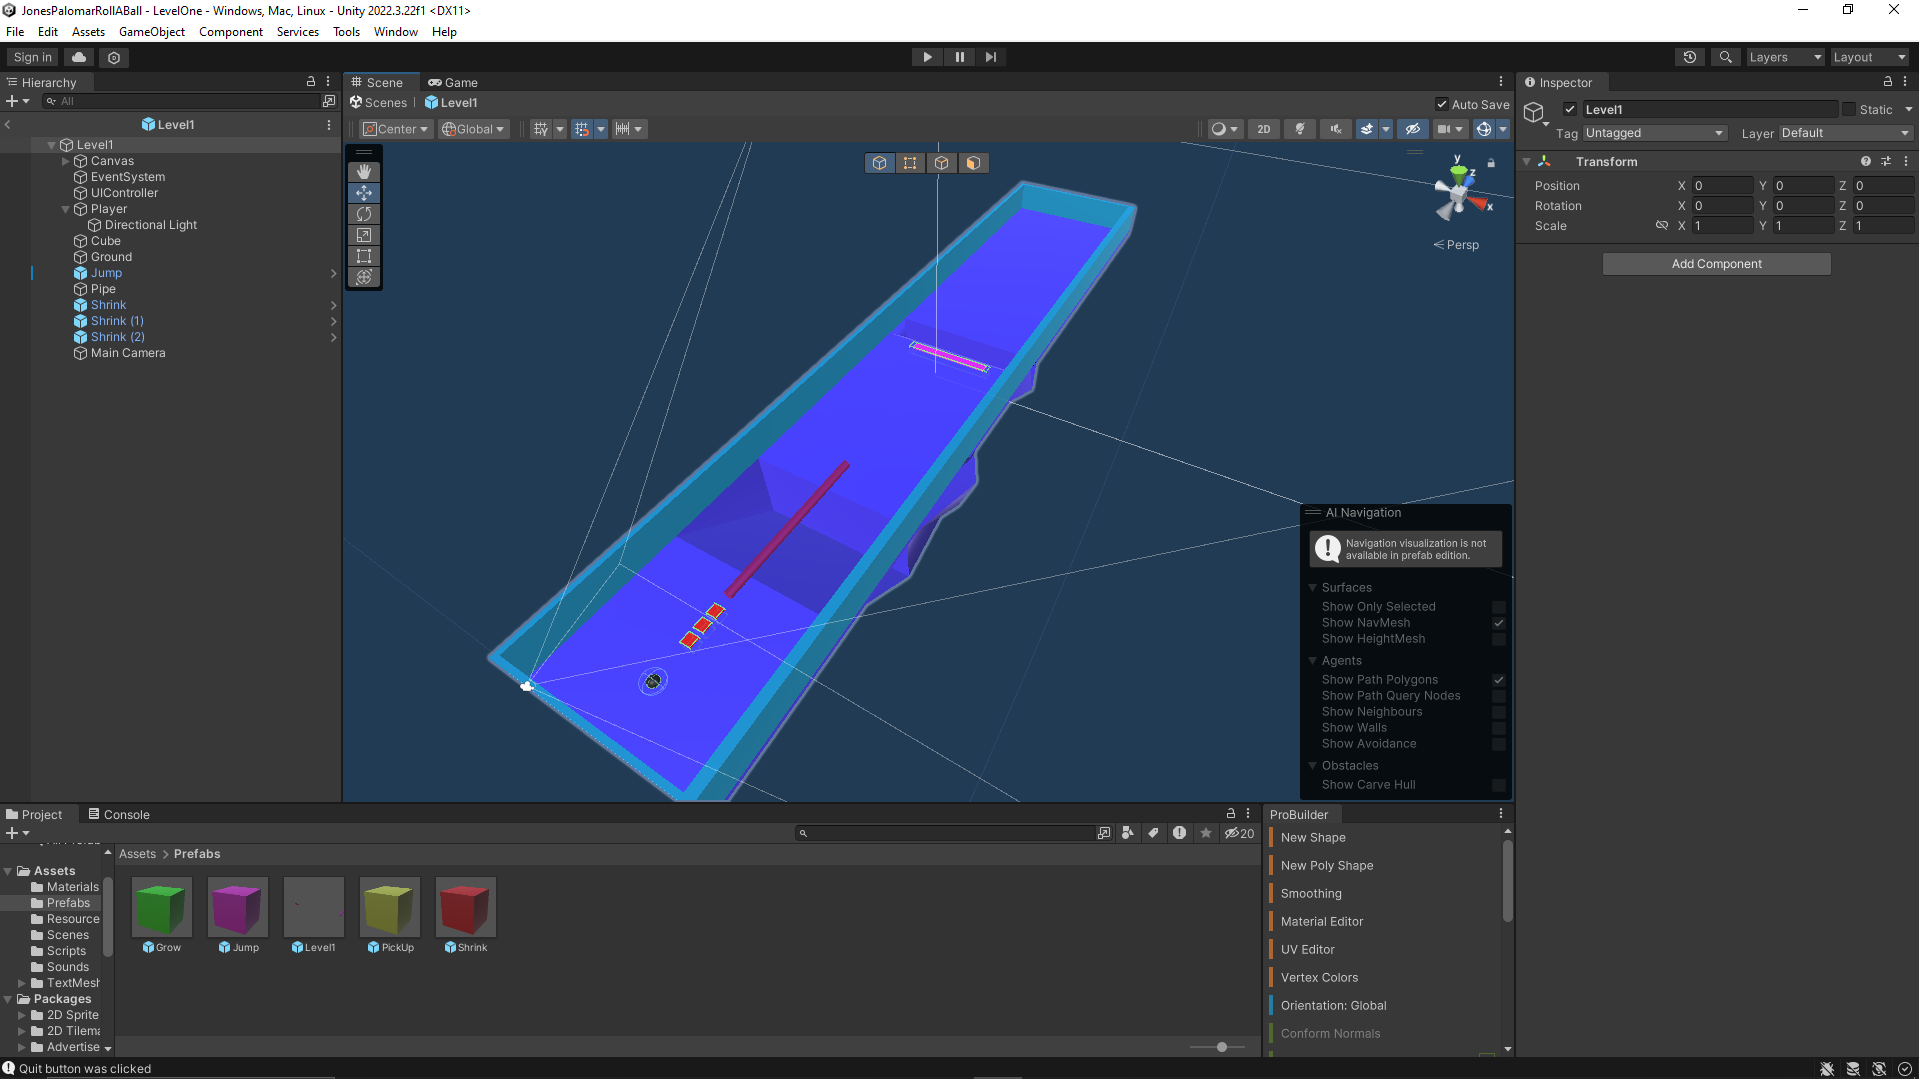 JonesPalomarRollABall - LevelOne - Windows, Mac, Linux - Unity 2022.3.22f1 <DX11>
File Edit Assets GameObject Component Services Tools Window Help
Sign in
Layers
Layout
Hierarchy
All
Level1
Level1
Canvas
EventSystem
UIController
Player
Directional Light
Cube
Ground
Jump
Pipe
Shrink
Shrink (1)
Shrink (2)
Main Camera
Scene
Game
Scenes
Level1
Auto Save
Center
Global
2D
y
z
x
Persp
AI Navigation
Navigation visualization is not
available in prefab edition.
Surfaces
Show Only Selected
Show NavMesh
Show HeightMesh
Agents
Show Path Polygons
Show Path Query Nodes
Show Neighbours
Show Walls
Show Avoidance
Obstacles
Show Carve Hull
Inspector
Level1
Static
Tag Untagged
Layer Default
Transform
Position X 0 Y 0 Z 0
Rotation X 0 Y 0 Z 0
Scale X 1 Y 1 Z 1
Add Component
Project
Console
20
Assets
Materials
Prefabs
Resource
Scenes
Scripts
Sounds
TextMesh
Packages
2D Sprite
2D Tilema
Advertise
Assets > Prefabs
Grow
Jump
Level1
PickUp
Shrink
ProBuilder
New Shape
New Poly Shape
Smoothing
Material Editor
UV Editor
Vertex Colors
Orientation: Global
Conform Normals
Quit button was clicked